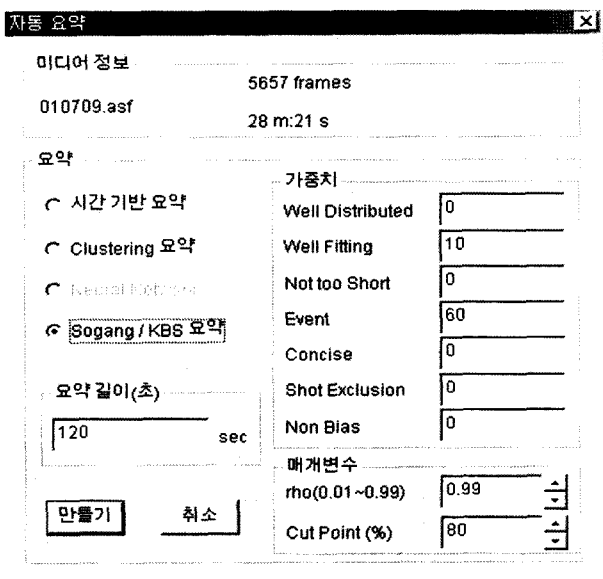 자동 요약
미디어 정보
010709.asf
5657 frames
28 m:21 s
요약
시간 기반 요약
Clustering 요약
Neural Network
Sogang / KBS 요약
요약 길이(초)
120 sec
만들기 취소
가중치
Well Distributed 0
Well Fitting 10
Not too Short 0
Event 60
Concise 0
Shot Exclusion 0
Non Bias 0
매개변수
rho(0.01~0.99) 0.99
Cut Point (%) 80